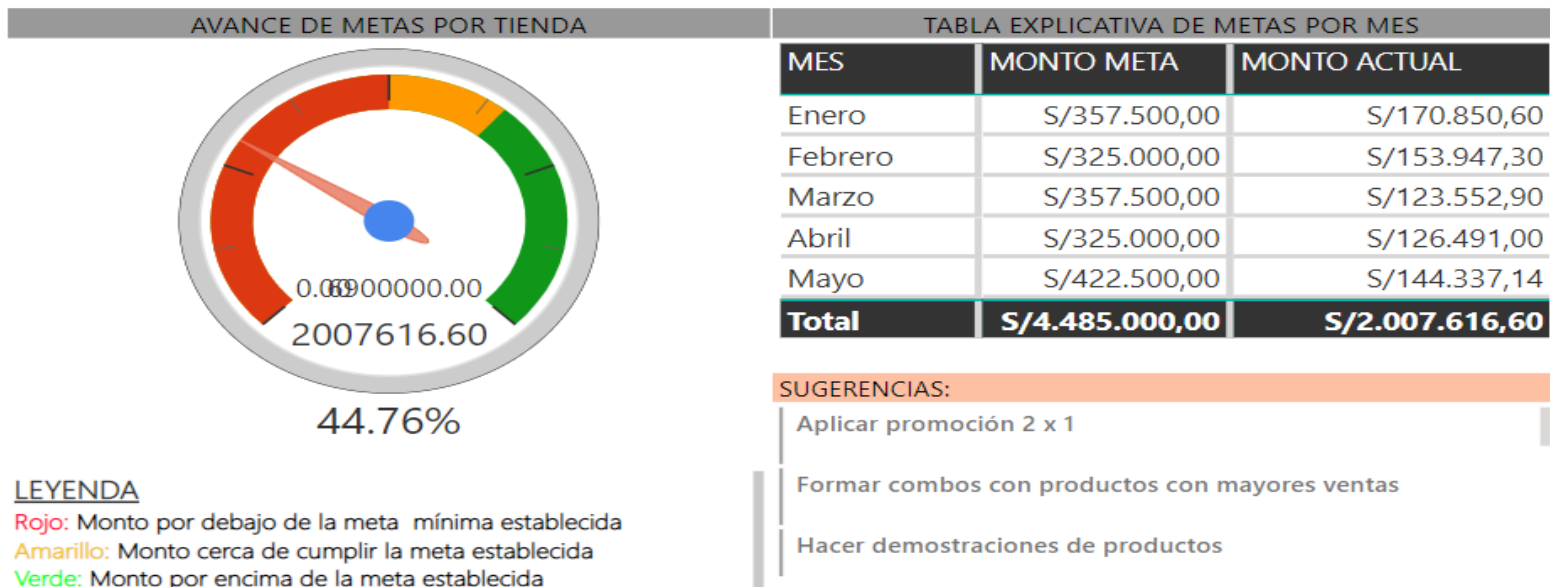 AVANCE DE METAS POR TIENDA
2007616.60
44.76%
LEYENDA
Rojo: Monto por debajo de la meta mínima establecida
Amarillo: Monto cerca de cumplir la meta establecida
Verde: Monto por encima de la meta establecida
TABLA EXPLICATIVA DE METAS POR MES
MES MONTO META MONTO ACTUAL
Enero S/357.500,00 S/170.850,60
Febrero S/325.000,00 S/153.947,30
Marzo S/357.500,00 S/123.552,90
Abril S/325.000,00 S/126.491,00
Mayo S/422.500,00 S/144.337,14
Total S/4.485.000,00 S/2.007.616,60
SUGERENCIAS:
Aplicar promoción 2 x 1
Formar combos con productos con mayores ventas
Hacer demostraciones de productos